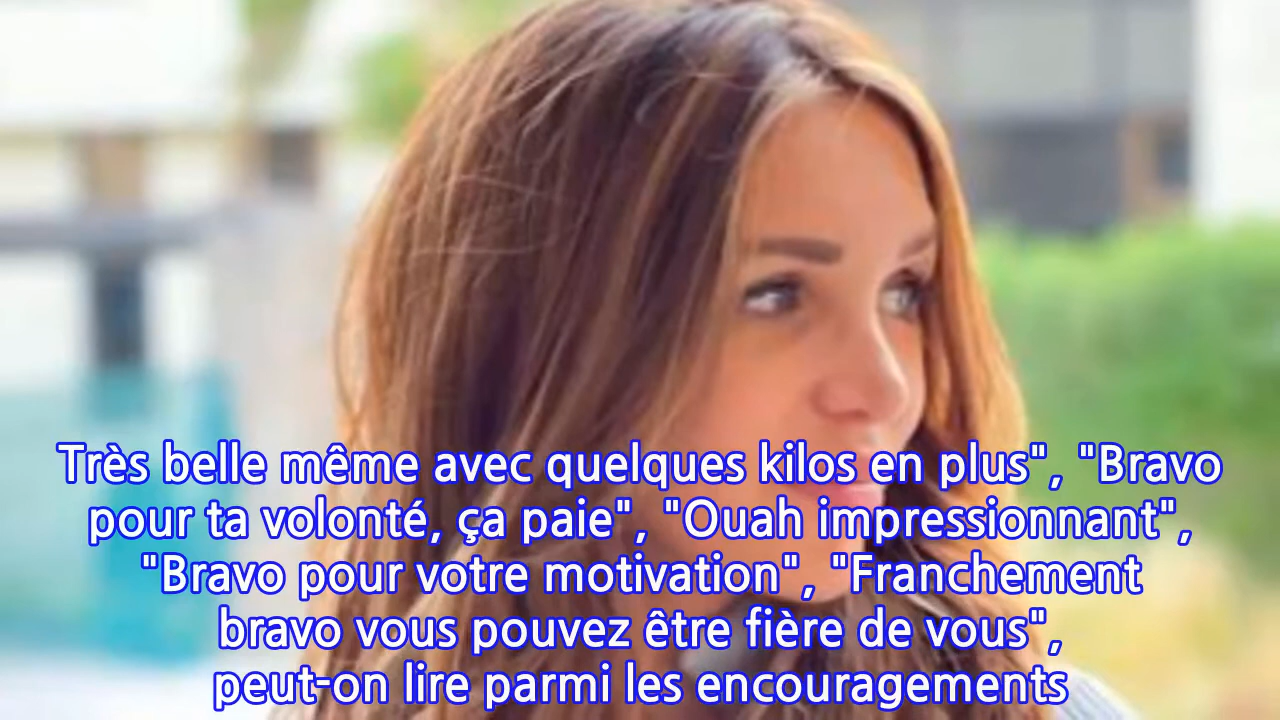 Très belle même avec quelques kilos en plus", "Bravo
pour ta volonté, ça paie", "Ouah impressionnant",
"Bravo pour votre motivation", "Franchement
bravo vous pouvez être fière de vous",
peut-on lire parmi les encouragements